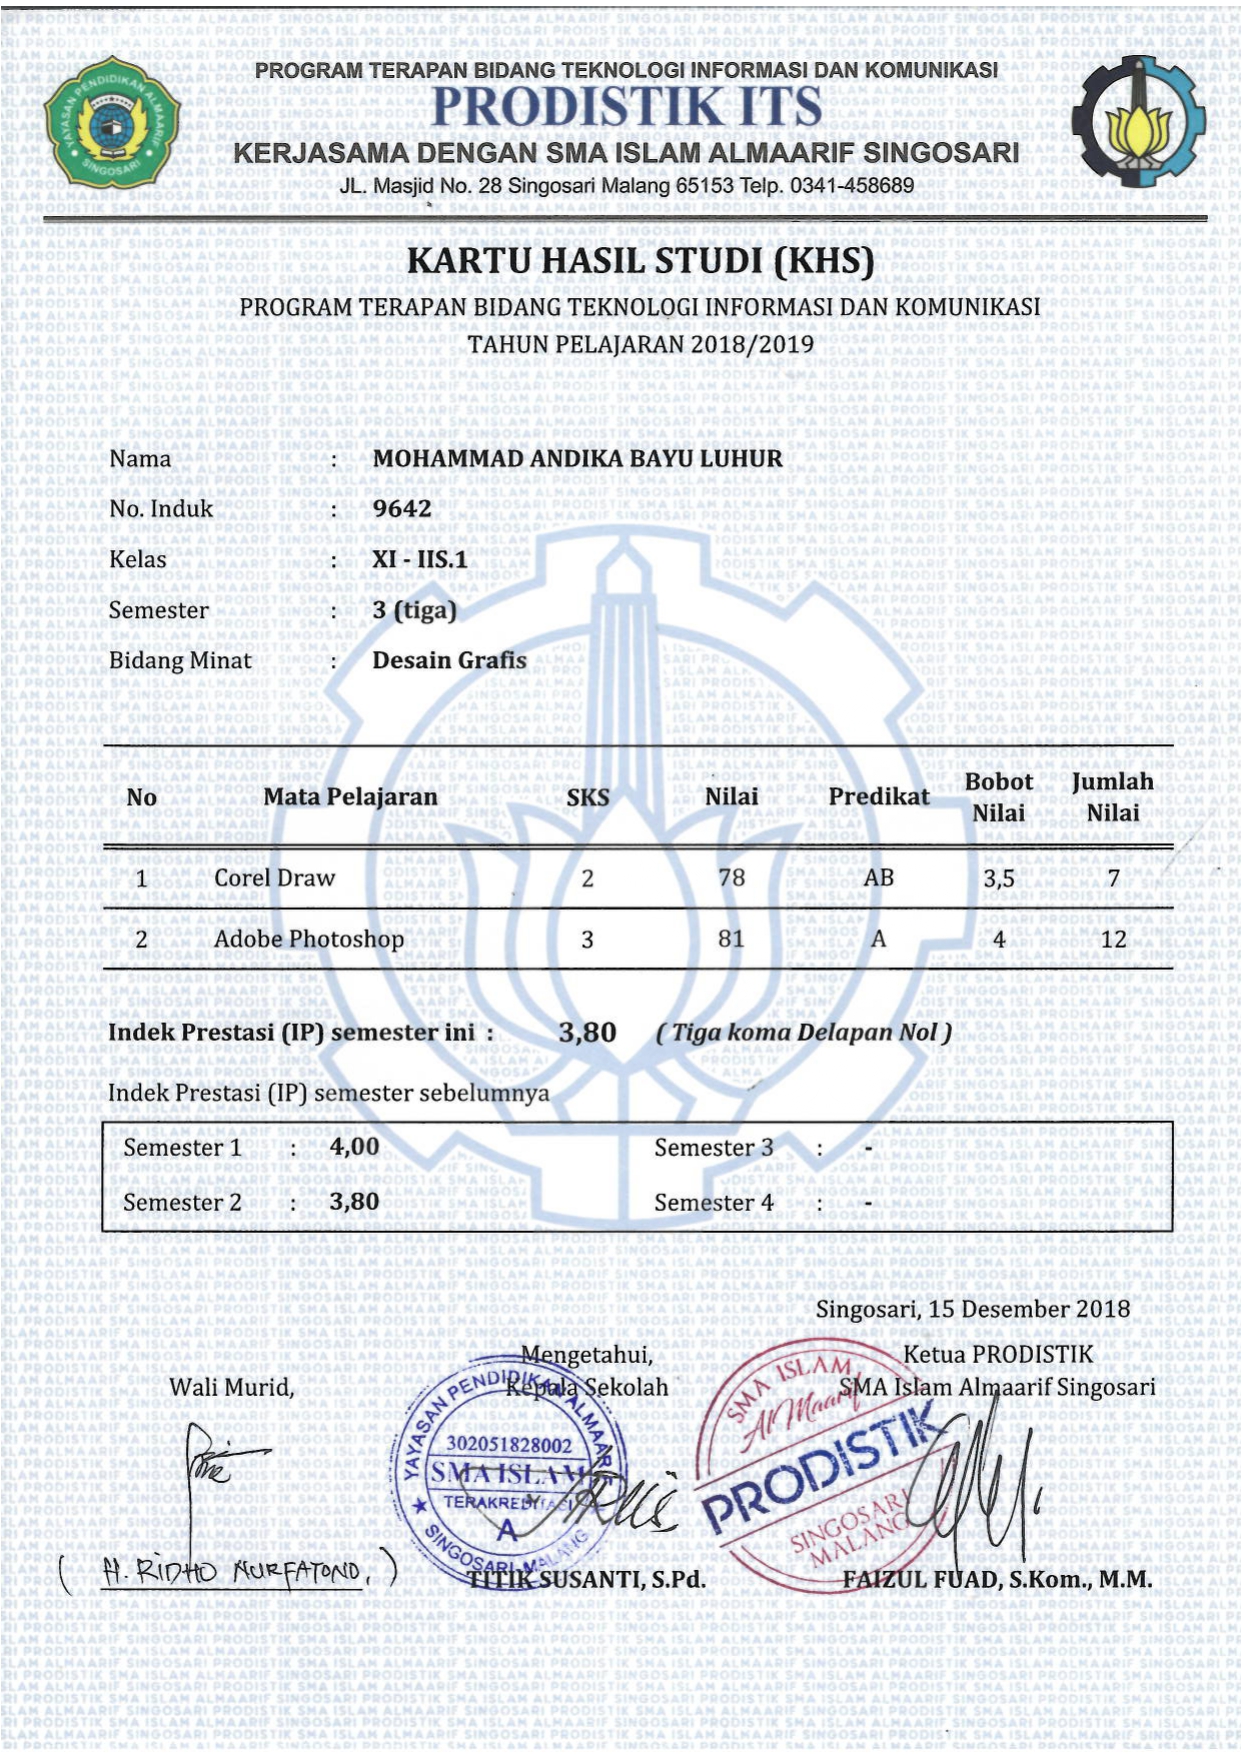 PROGRAM TERAPAN BIDANG TEKNOLOGI INFORMASI DAN KOMUNIKASI
PRODISTIK ITS
KERJASAMA DENGAN SMA ISLAM ALMAARIF SINGOSARI
JL. Masjid No. 28 Singosari Malang 65153 Telp. 0341-458689
YAYASAN PENDIDIKAN ALMAARIF
SINGOSARI
KARTU HASIL STUDI (KHS)
PROGRAM TERAPAN BIDANG TEKNOLOGI INFORMASI DAN KOMUNIKASI
TAHUN PELAJARAN 2018/2019
Nama : MOHAMMAD ANDIKA BAYU LUHUR
No. Induk : 9642
Kelas : XI - IIS.1
Semester : 3 (tiga)
Bidang Minat : Desain Grafis
No Mata Pelajaran SKS Nilai Predikat Bobot Nilai Jumlah Nilai
1 Corel Draw 2 78 AB 3,5 7
2 Adobe Photoshop 3 81 A 4 12
Indek Prestasi (IP) semester ini : 3,80 ( Tiga koma Delapan Nol )
Indek Prestasi (IP) semester sebelumnya
Semester 1 : 4,00 Semester 3 : -
Semester 2 : 3,80 Semester 4 : -
Singosari, 15 Desember 2018
Mengetahui, Ketua PRODISTIK
Wali Murid, Kepala Sekolah SMA Islam Almaarif Singosari
YAYASAN PENDIDIKAN ALMAARIF
302051828002
SMA ISLAM
TERAKREDITASI
A
SINGOSARI-MALANG
SMA ISLAM
Al Maarif
PRODISTIK
SINGOSARI
MALANG
( H. RIDHO NURFATONO, ) TITIK SUSANTI, S.Pd. FAIZUL FUAD, S.Kom., M.M.